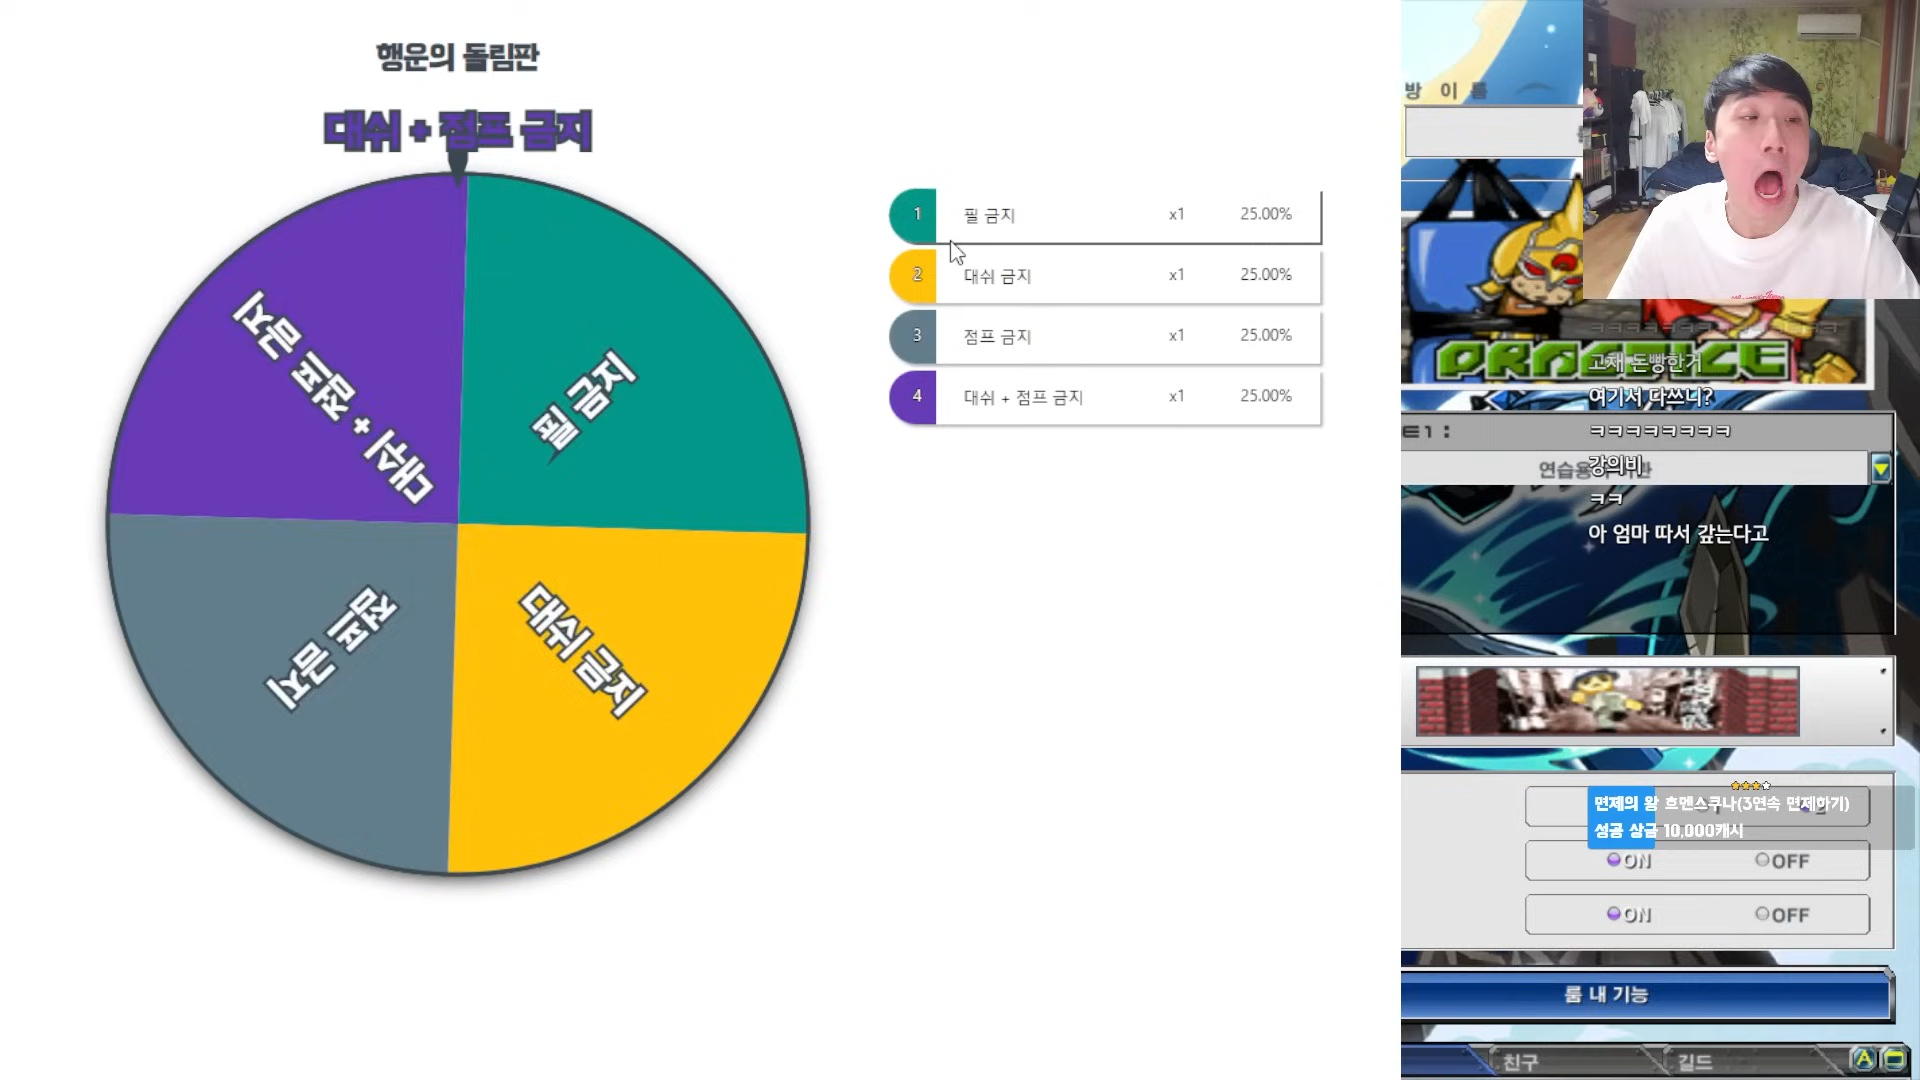 행운의 돌림판
대쉬 + 점프 금지
대쉬 + 점프 금지
필 금지
점프 금지
대쉬 금지
1 필 금지 x1 25.00%
2 대쉬 금지 x1 25.00%
3 점프 금지 x1 25.00%
4 대쉬 + 점프 금지 x1 25.00%
방 이름
PRACTICE
ㅋㅋㅋㅋㅋㅋㅋㅋㅋㅋㅋㅋㅋㅋ
고채 돈빵한거
여기서 다쓰니?
ㅋㅋㅋㅋㅋㅋㅋㅋ
강의비
ㅋㅋ
아 엄마 따서 갚는다고
면제의 왕 흐멘스쿠나(3연속 면제하기)
성공 상금 10,000캐시
ON OFF
ON OFF
룸 내 기능
친구 길드